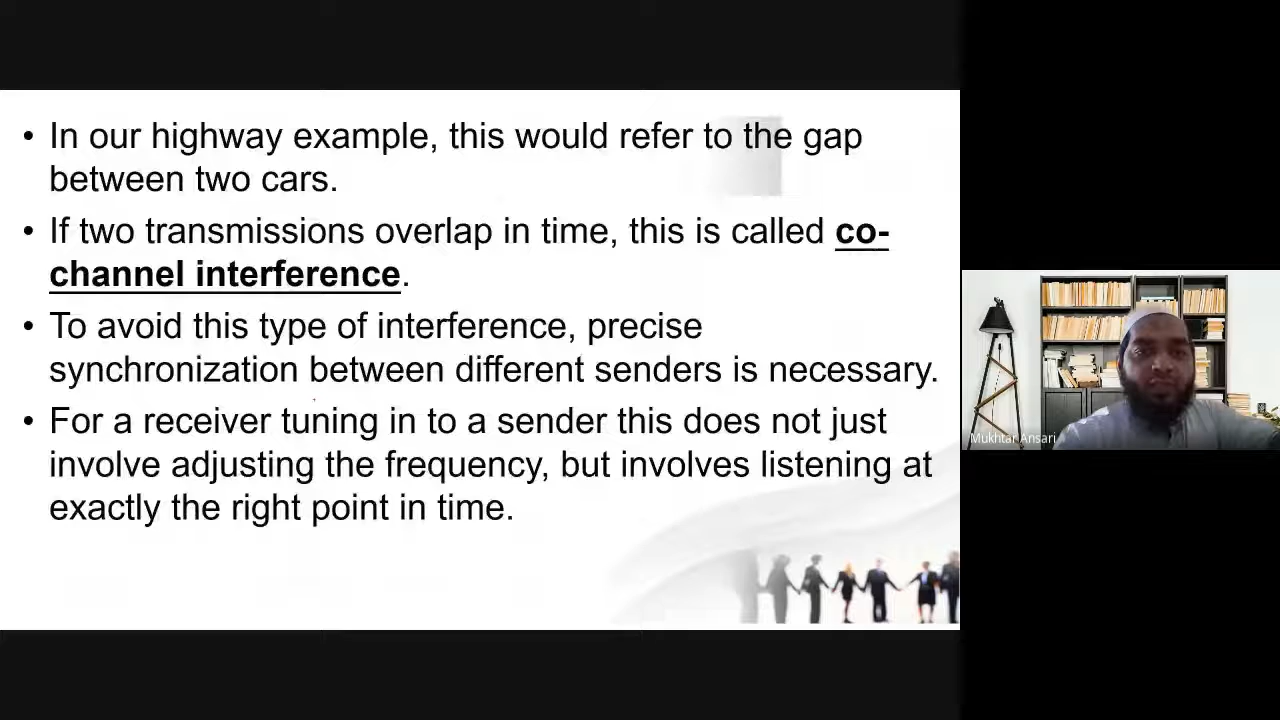 • In our highway example, this would refer to the gap
between two cars.
• If two transmissions overlap in time, this is called co-
channel interference.
• To avoid this type of interference, precise
synchronization between different senders is necessary.
• For a receiver tuning in to a sender this does not just
involve adjusting the frequency, but involves listening at
exactly the right point in time.
Mukhtar Ansari